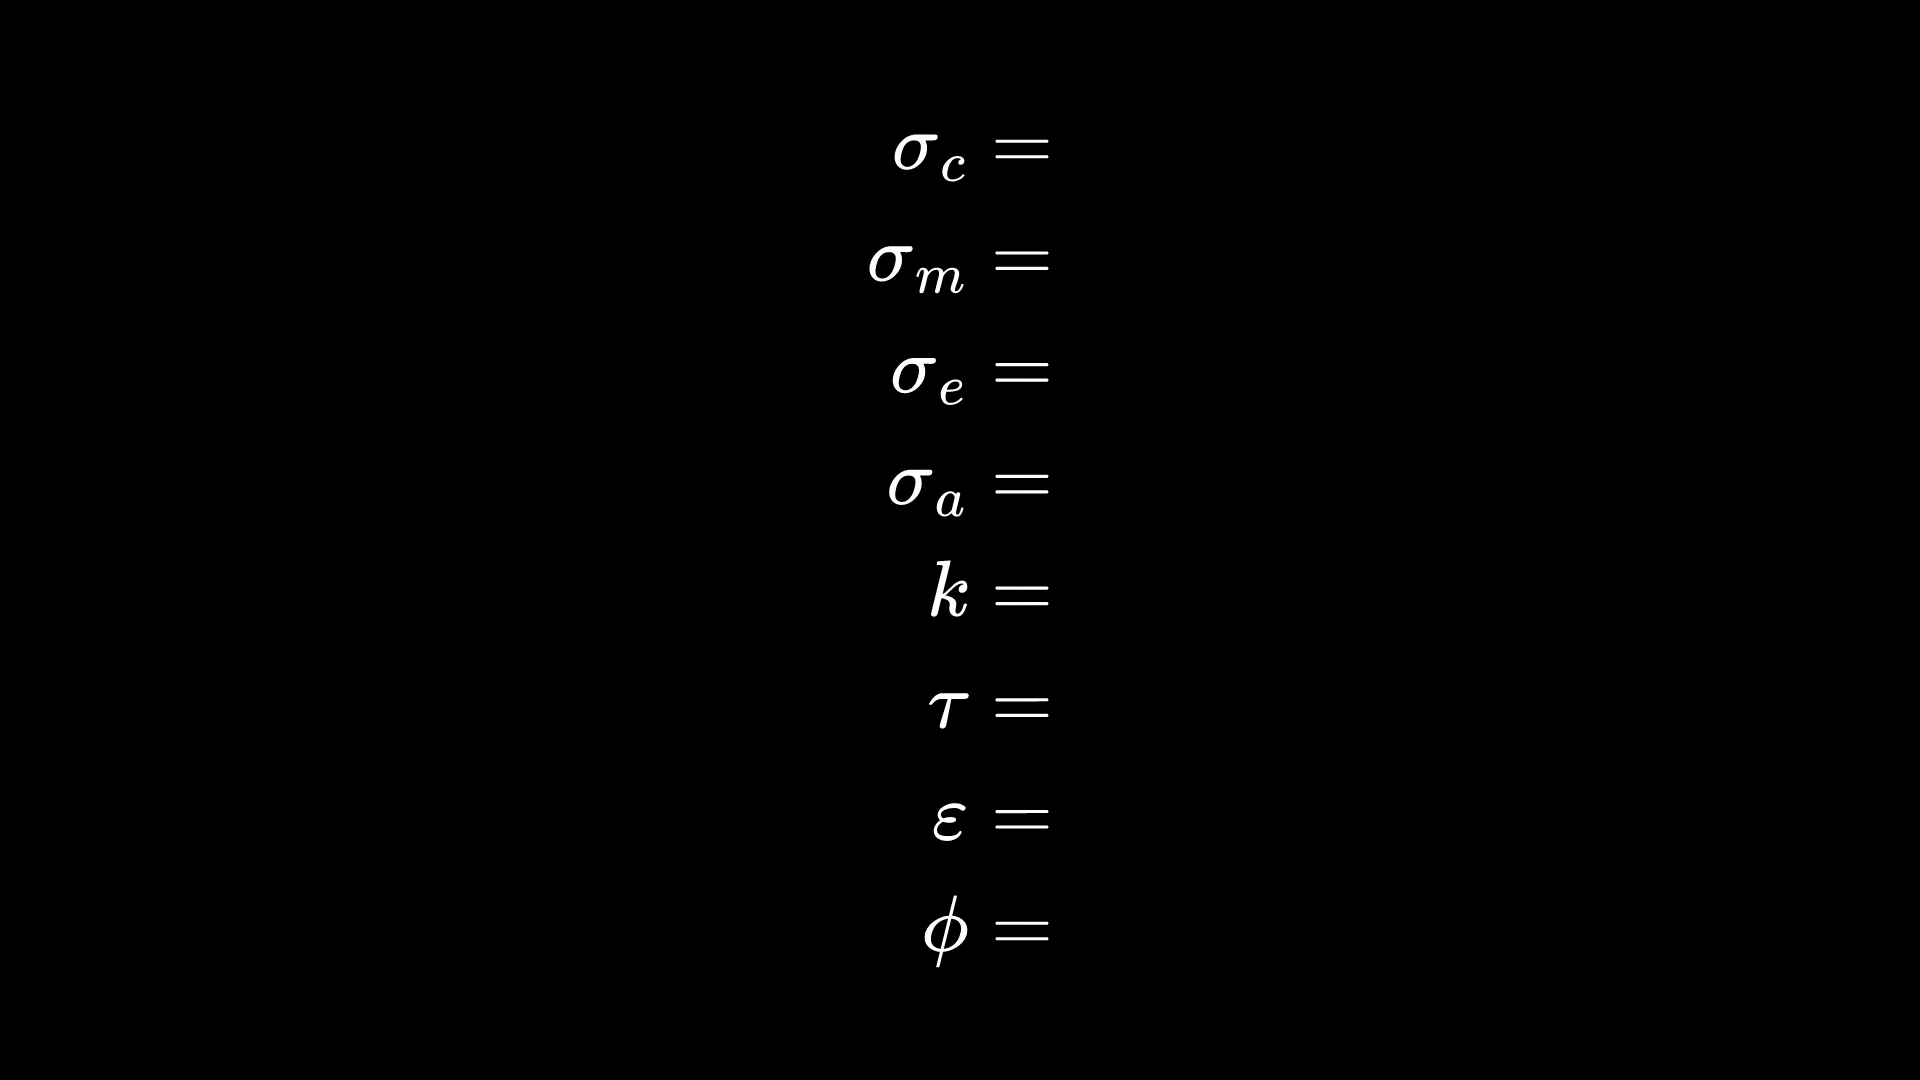 σ_c =
σ_m =
σ_e =
σ_a =
k =
τ =
ε =
ϕ =